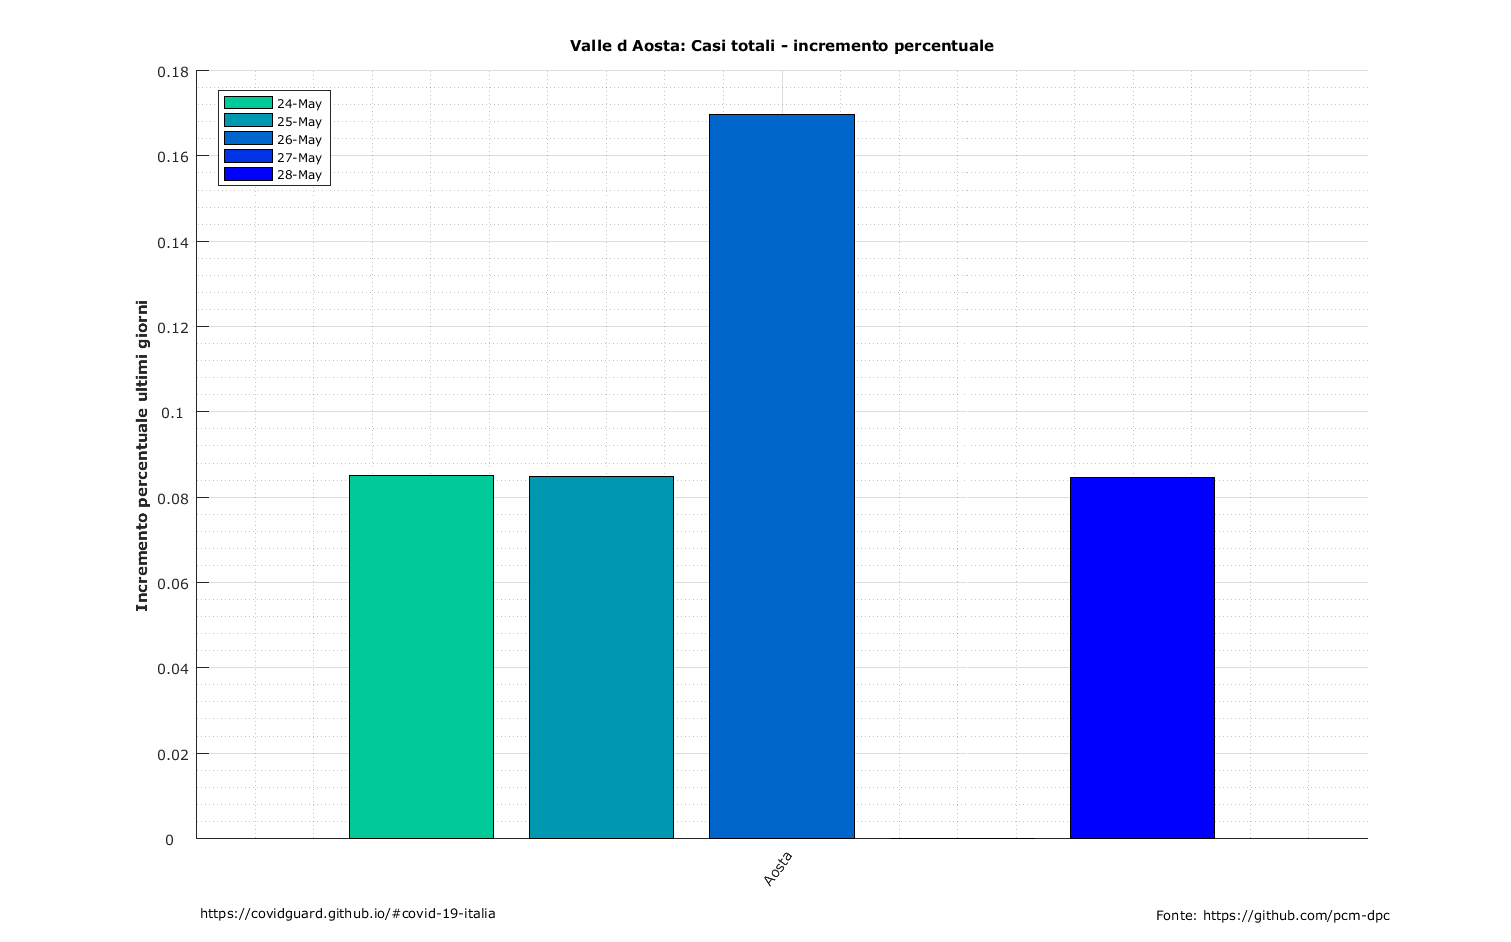 Valle d Aosta: Casi totali - incremento percentuale
0.18
0.16
0.14
0.12
0.1
0.08
0.06
0.04
0.02
0
24-May
25-May
26-May
27-May
28-May
Incremento percentuale ultimi giorni
Aosta
https://covidguard.github.io/#covid-19-italia
Fonte: https://github.com/pcm-dpc